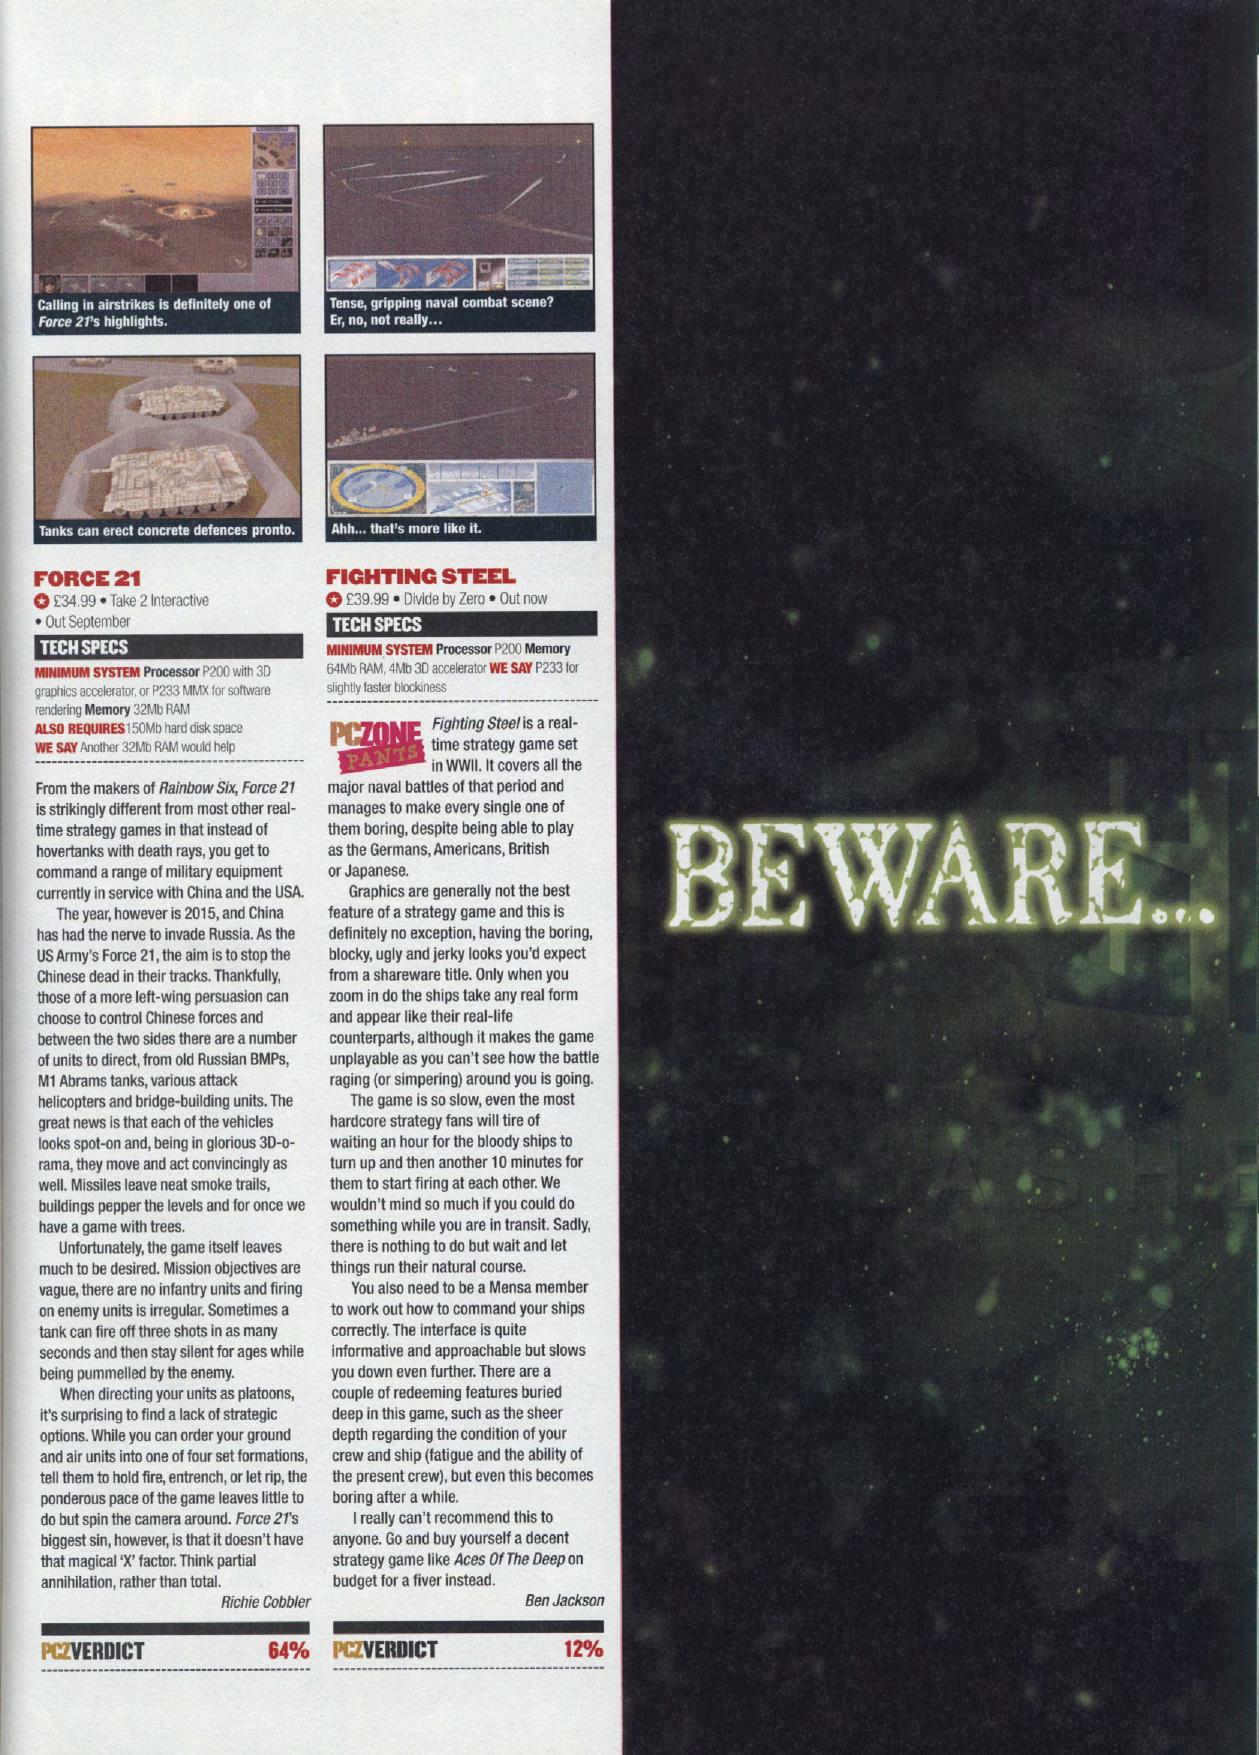 Calling in airstrikes is definitely one of
Force 21's highlights.
Tanks can erect concrete defences pronto.
FORCE 21
£34.99 • Take 2 Interactive
• Out September
TECH SPECS
MINIMUM SYSTEM Processor P200 with 3D
graphics accelerator, or P233 MMX for software
rendering Memory 32Mb RAM
ALSO REQUIRES 150Mb hard disk space
WE SAY Another 32Mb RAM would help
From the makers of Rainbow Six, Force 21
is strikingly different from most other real-
time strategy games in that instead of
hovertanks with death rays, you get to
command a range of military equipment
currently in service with China and the USA.
The year, however is 2015, and China
has had the nerve to invade Russia. As the
US Army's Force 21, the aim is to stop the
Chinese dead in their tracks. Thankfully,
those of a more left-wing persuasion can
choose to control Chinese forces and
between the two sides there are a number
of units to direct, from old Russian BMPs,
M1 Abrams tanks, various attack
helicopters and bridge-building units. The
great news is that each of the vehicles
looks spot-on and, being in glorious 3D-o-
rama, they move and act convincingly as
well. Missiles leave neat smoke trails,
buildings pepper the levels and for once we
have a game with trees.
Unfortunately, the game itself leaves
much to be desired. Mission objectives are
vague, there are no infantry units and firing
on enemy units is irregular. Sometimes a
tank can fire off three shots in as many
seconds and then stay silent for ages while
being pummelled by the enemy.
When directing your units as platoons,
it's surprising to find a lack of strategic
options. While you can order your ground
and air units into one of four set formations,
tell them to hold fire, entrench, or let rip, the
ponderous pace of the game leaves little to
do but spin the camera around. Force 21's
biggest sin, however, is that it doesn't have
that magical 'X' factor. Think partial
annihilation, rather than total.
Richie Cobbler
PCZVERDICT 64%
Tense, gripping naval combat scene?
Er, no, not really...
Ahh... that's more like it.
FIGHTING STEEL
£39.99 • Divide by Zero • Out now
TECH SPECS
MINIMUM SYSTEM Processor P200 Memory
64Mb RAM, 4Mb 3D accelerator WE SAY P233 for
slightly faster blockiness
PCZONE
PANTS
Fighting Steel is a real-
time strategy game set
in WWII. It covers all the
major naval battles of that period and
manages to make every single one of
them boring, despite being able to play
as the Germans, Americans, British
or Japanese.
Graphics are generally not the best
feature of a strategy game and this is
definitely no exception, having the boring,
blocky, ugly and jerky looks you'd expect
from a shareware title. Only when you
zoom in do the ships take any real form
and appear like their real-life
counterparts, although it makes the game
unplayable as you can't see how the battle
raging (or simpering) around you is going.
The game is so slow, even the most
hardcore strategy fans will tire of
waiting an hour for the bloody ships to
turn up and then another 10 minutes for
them to start firing at each other. We
wouldn't mind so much if you could do
something while you are in transit. Sadly,
there is nothing to do but wait and let
things run their natural course.
You also need to be a Mensa member
to work out how to command your ships
correctly. The interface is quite
informative and approachable but slows
you down even further. There are a
couple of redeeming features buried
deep in this game, such as the sheer
depth regarding the condition of your
crew and ship (fatigue and the ability of
the present crew), but even this becomes
boring after a while.
I really can't recommend this to
anyone. Go and buy yourself a decent
strategy game like Aces Of The Deep on
budget for a fiver instead.
Ben Jackson
PCZVERDICT 12%
BEWARE...